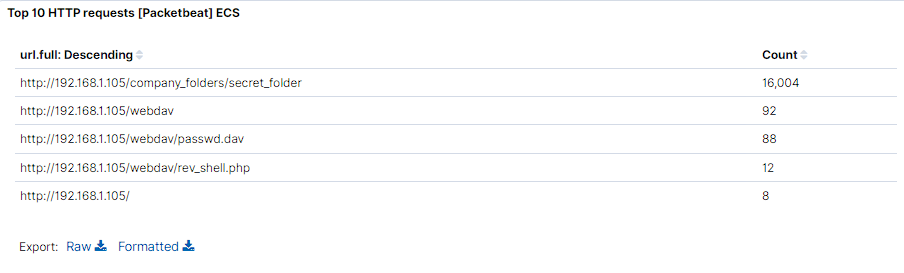 Top 10 HTTP requests [Packetbeat] ECS
url.full: Descending Count
http://192.168.1.105/company_folders/secret_folder 16,004
http://192.168.1.105/webdav 92
http://192.168.1.105/webdav/passwd.dav 88
http://192.168.1.105/webdav/rev_shell.php 12
http://192.168.1.105/ 8
Export: Raw Formatted